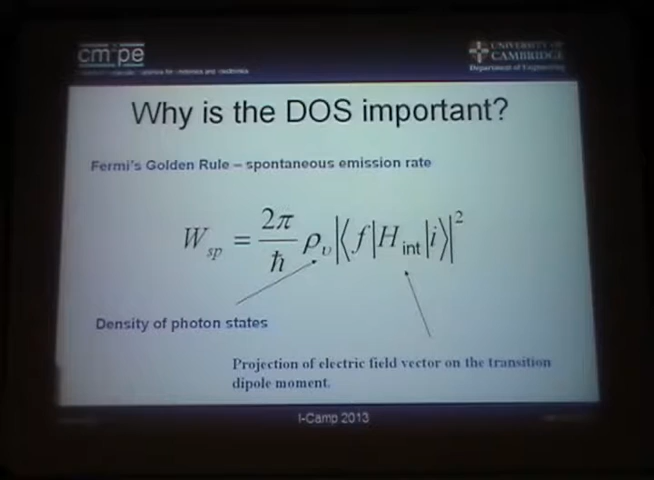 cm·pe
UNIVERSITY OF
CAMBRIDGE
Department of Engineering
Why is the DOS important?
Fermi's Golden Rule – spontaneous emission rate
W_sp = 2π/ħ ρ_υ |⟨f|H_int|i⟩|²
Density of photon states
Projection of electric field vector on the transition
dipole moment.
I-Camp 2013